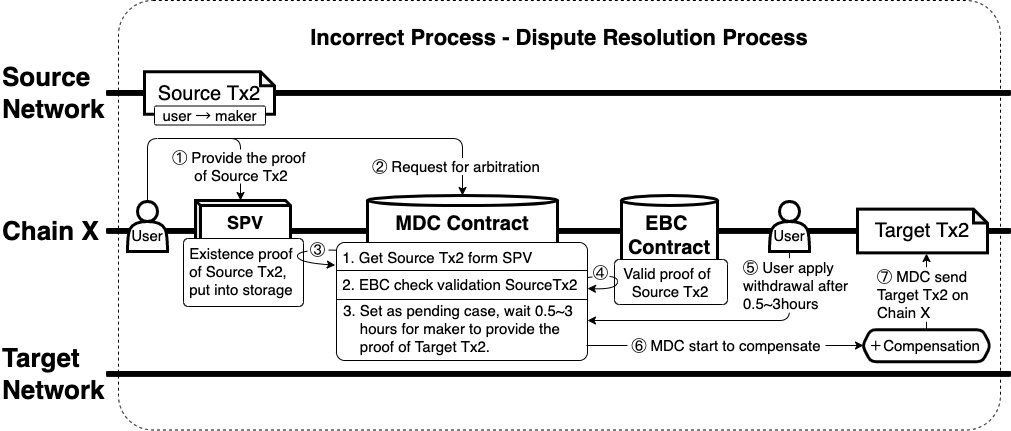 Incorrect Process - Dispute Resolution Process
Source
Network
Source Tx2
user → maker
① Provide the proof
of Source Tx2
② Request for arbitration
Chain X
User
SPV
MDC Contract
EBC
Contract
User
Target Tx2
Existence proof
of Source Tx2,
put into storage
③
1. Get Source Tx2 form SPV
2. EBC check validation SourceTx2
3. Set as pending case, wait 0.5~3
hours for maker to provide the
proof of Target Tx2.
④
Valid proof of
Source Tx2
⑤ User apply
withdrawal after
0.5~3hours
⑦ MDC send
Target Tx2 on
Chain X
⑥ MDC start to compensate
+ Compensation
Target
Network